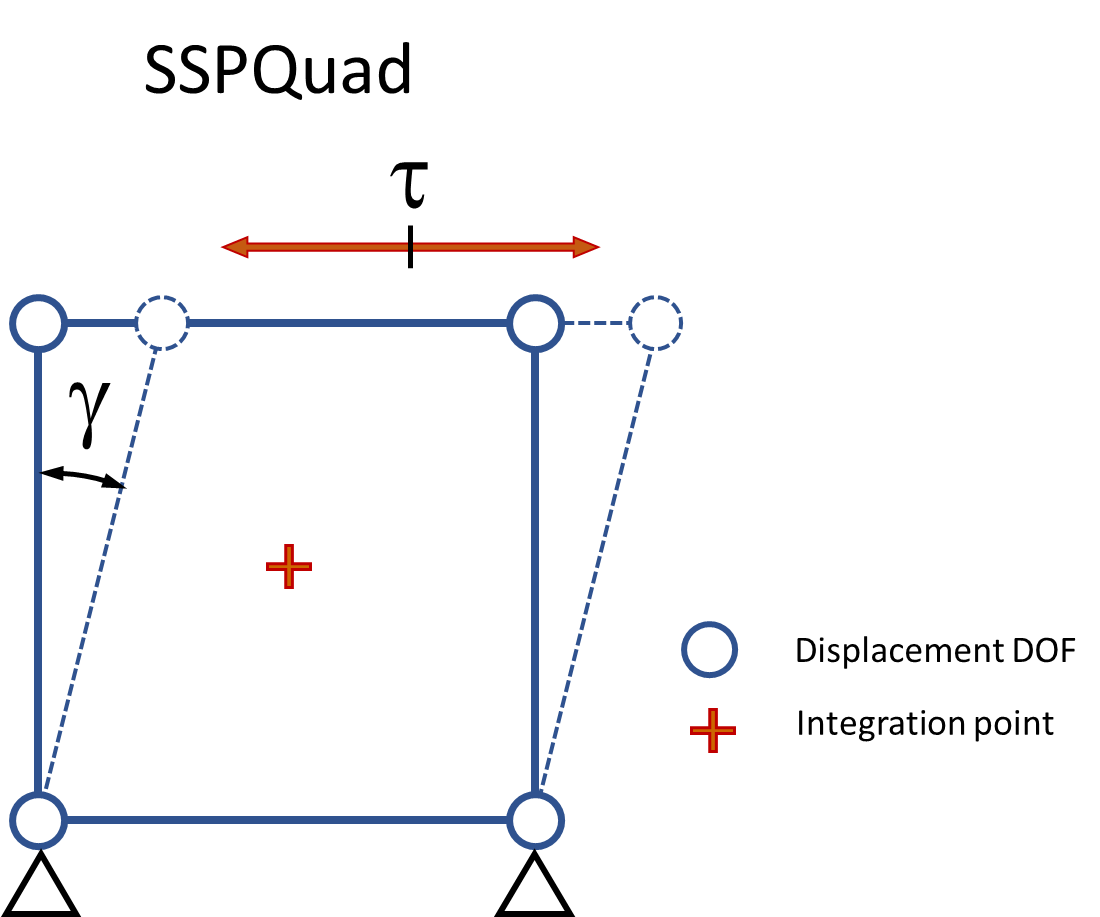 SSPQuad
τ
γ
Displacement DOF
Integration point